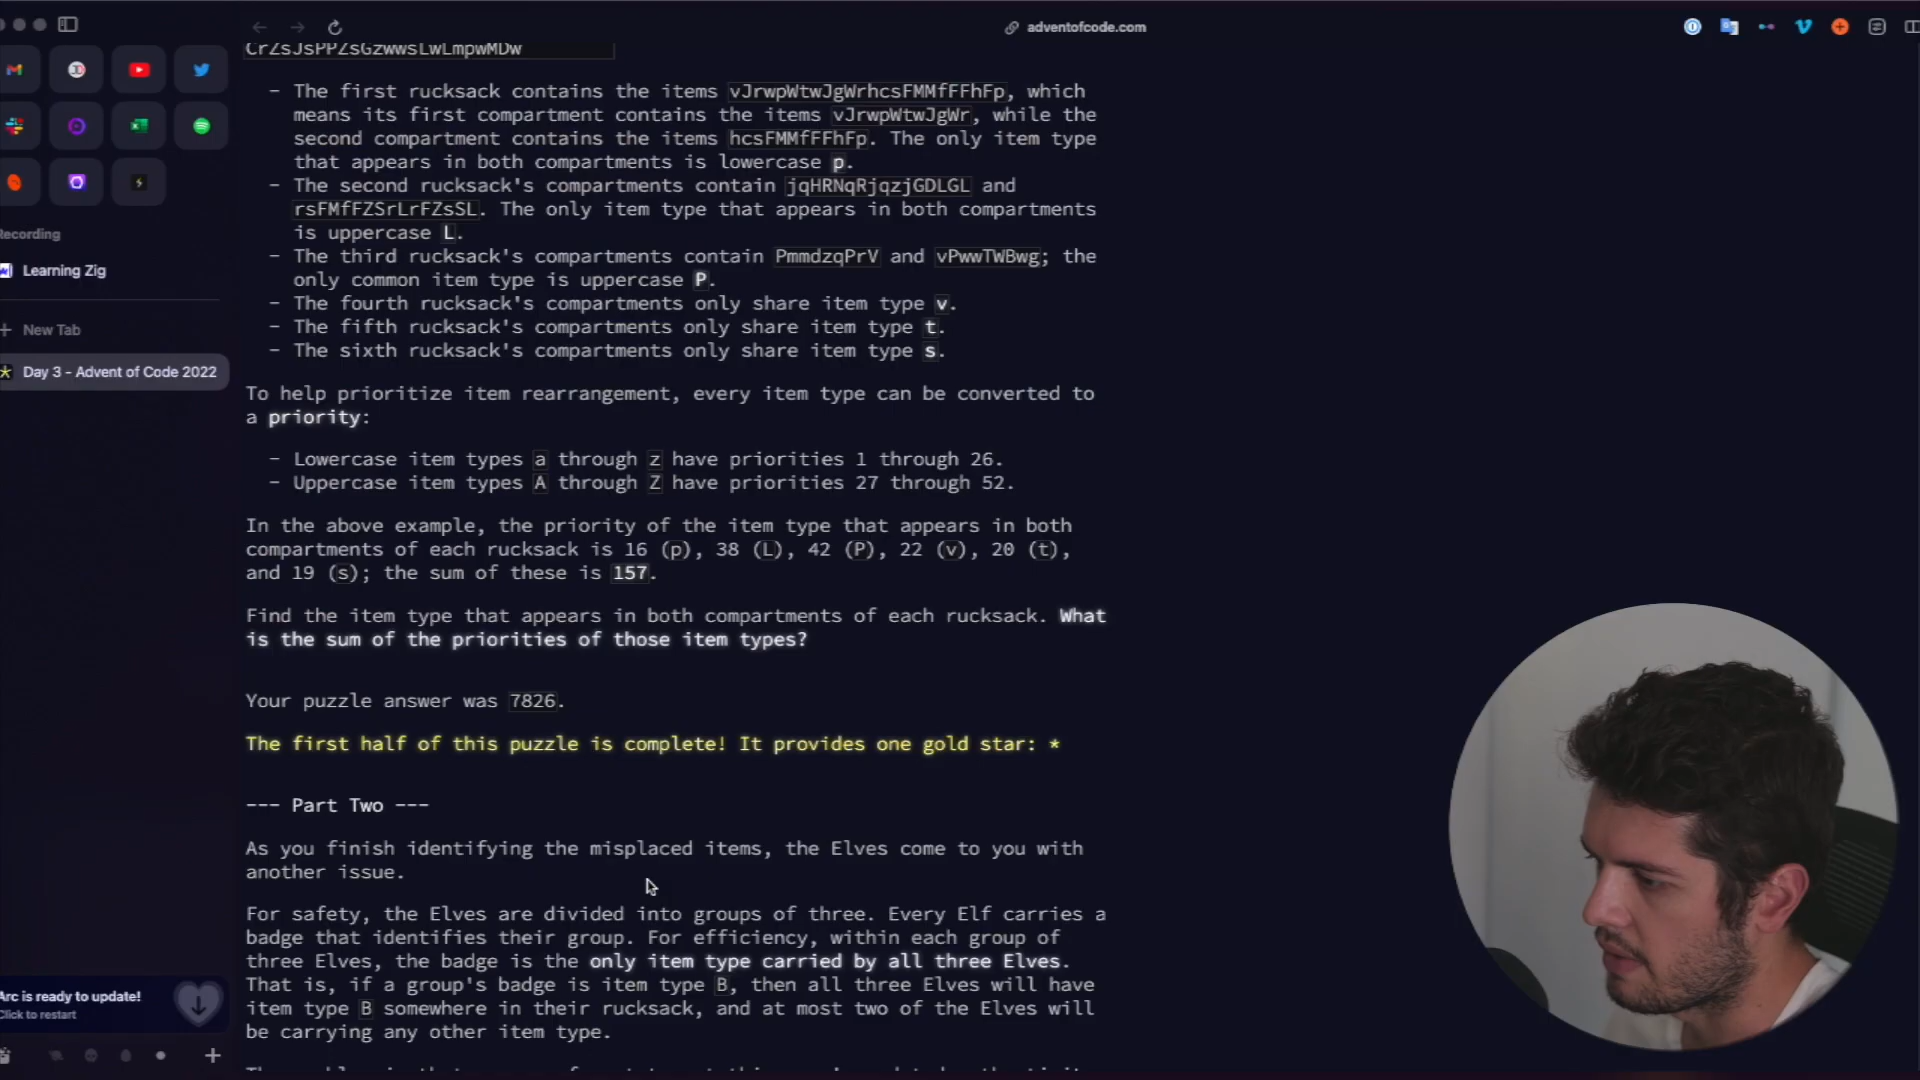 adventofcode.com
CrZsJsPPZsGzwwsLwLmpwMDw
- The first rucksack contains the items vJrwpWtwJgWrhcsFMMfFFhFp, which
means its first compartment contains the items vJrwpWtwJgWr, while the
second compartment contains the items hcsFMMfFFhFp. The only item type
that appears in both compartments is lowercase p.
- The second rucksack's compartments contain jqHRNqRjqzjGDLGL and
rsFMfFZSrLrFZsSL. The only item type that appears in both compartments
is uppercase L.
- The third rucksack's compartments contain PmmdzqPrV and vPwwTWBwg; the
only common item type is uppercase P.
- The fourth rucksack's compartments only share item type v.
- The fifth rucksack's compartments only share item type t.
- The sixth rucksack's compartments only share item type s.
To help prioritize item rearrangement, every item type can be converted to
a priority:
- Lowercase item types a through z have priorities 1 through 26.
- Uppercase item types A through Z have priorities 27 through 52.
In the above example, the priority of the item type that appears in both
compartments of each rucksack is 16 (p), 38 (L), 42 (P), 22 (v), 20 (t),
and 19 (s); the sum of these is 157.
Find the item type that appears in both compartments of each rucksack. What
is the sum of the priorities of those item types?
Your puzzle answer was 7826.
The first half of this puzzle is complete! It provides one gold star: *
--- Part Two ---
As you finish identifying the misplaced items, the Elves come to you with
another issue.
For safety, the Elves are divided into groups of three. Every Elf carries a
badge that identifies their group. For efficiency, within each group of
three Elves, the badge is the only item type carried by all three Elves.
That is, if a group's badge is item type B, then all three Elves will have
item type B somewhere in their rucksack, and at most two of the Elves will
be carrying any other item type.
Recording
Learning Zig
+ New Tab
Day 3 - Advent of Code 2022
Arc is ready to update!
Click to restart